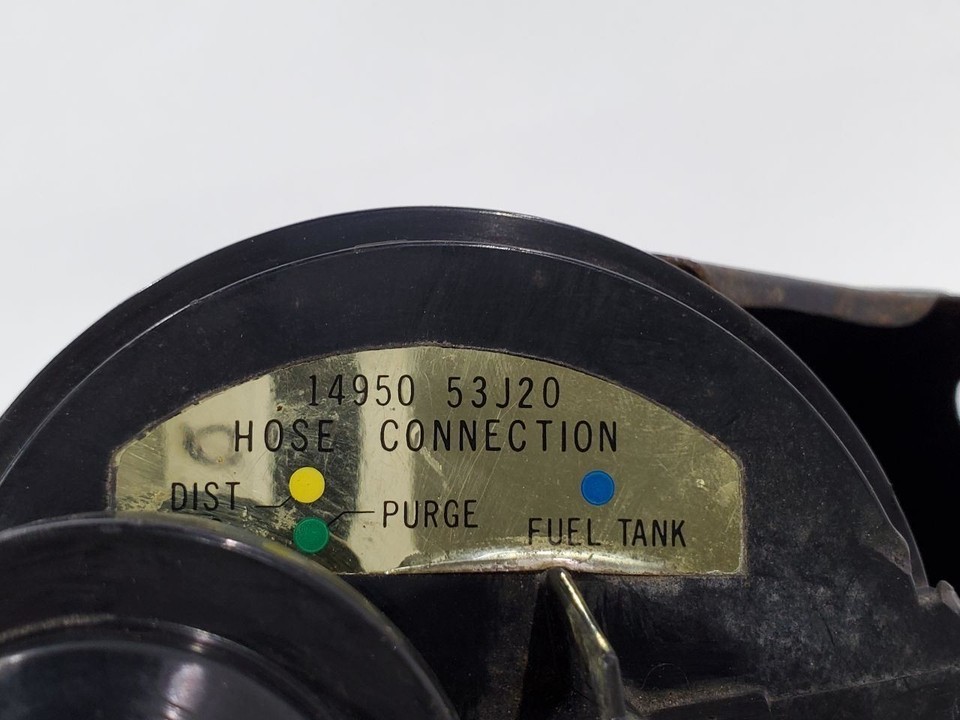 14950 53J20
HOSE CONNECTION
DIST
PURGE
FUEL TANK